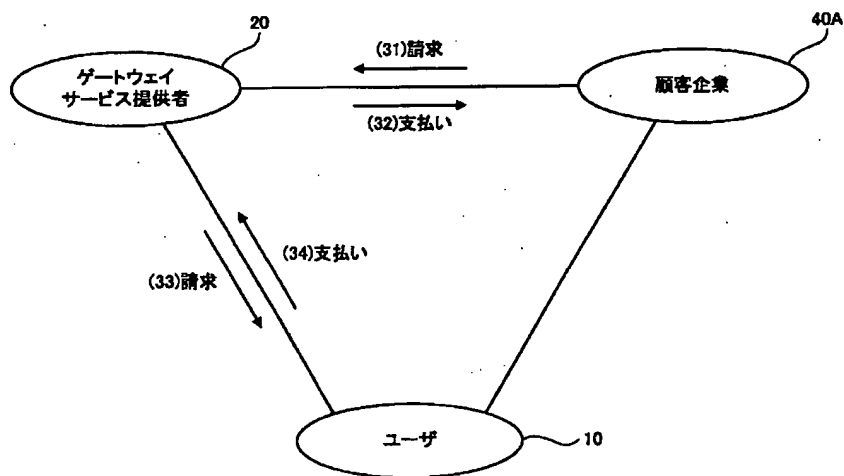 20
40A
(31)請求
ゲートウェイ
サービス提供者
顧客企業
(32)支払い
(34)支払い
(33)請求
ユーザ
10